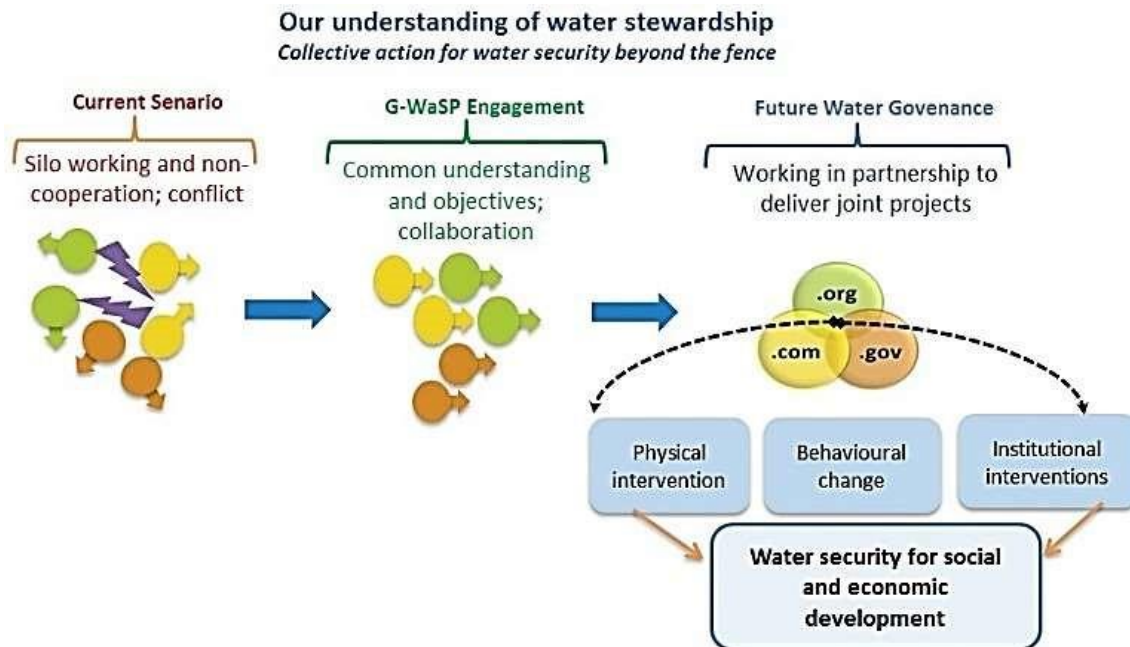 Our understanding of water stewardship
Collective action for water security beyond the fence
Current Senario
Silo working and non-
cooperation; conflict
G-WaSP Engagement
Common understanding
and objectives;
collaboration
Future Water Govenance
Working in partnership to
deliver joint projects
.org
.com
.gov
Physical
intervention
Behavioural
change
Institutional
interventions
Water security for social
and economic
development